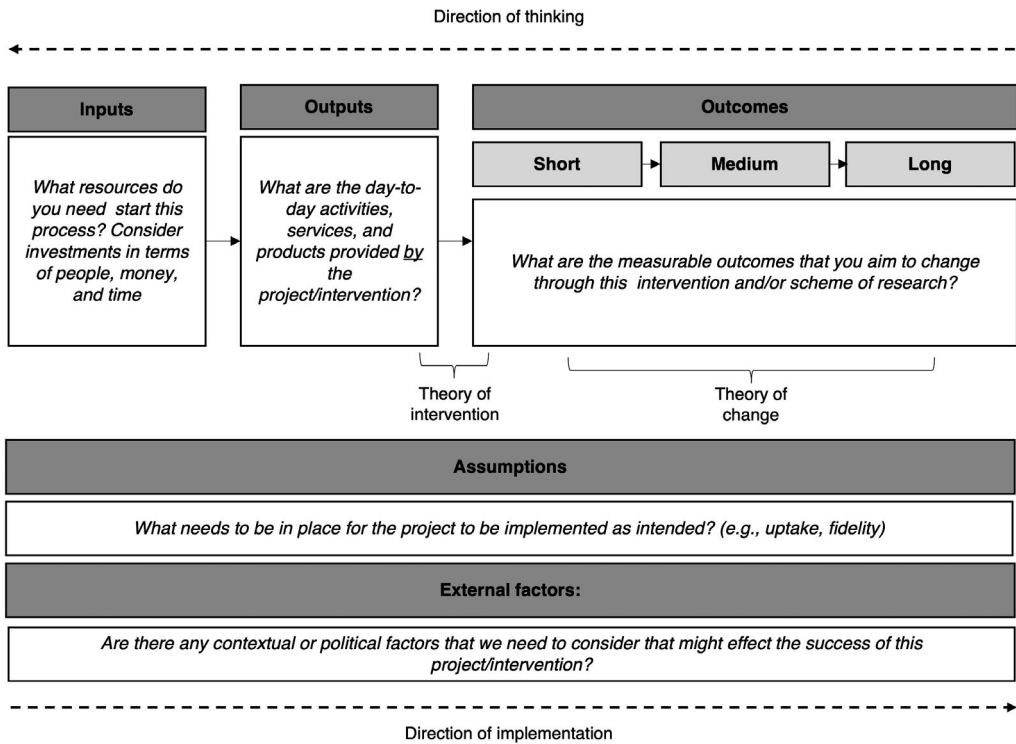 Direction of thinking
Inputs
What resources do
you need start this
process? Consider
investments in terms
of people, money,
and time
Outputs
What are the day-to-
day activities,
services, and
products provided by
the
project/intervention?
Outcomes
Short
Medium
Long
What are the measurable outcomes that you aim to change
through this intervention and/or scheme of research?
Theory of
intervention
Theory of
change
Assumptions
What needs to be in place for the project to be implemented as intended? (e.g., uptake, fidelity)
External factors:
Are there any contextual or political factors that we need to consider that might effect the success of this
project/intervention?
Direction of implementation